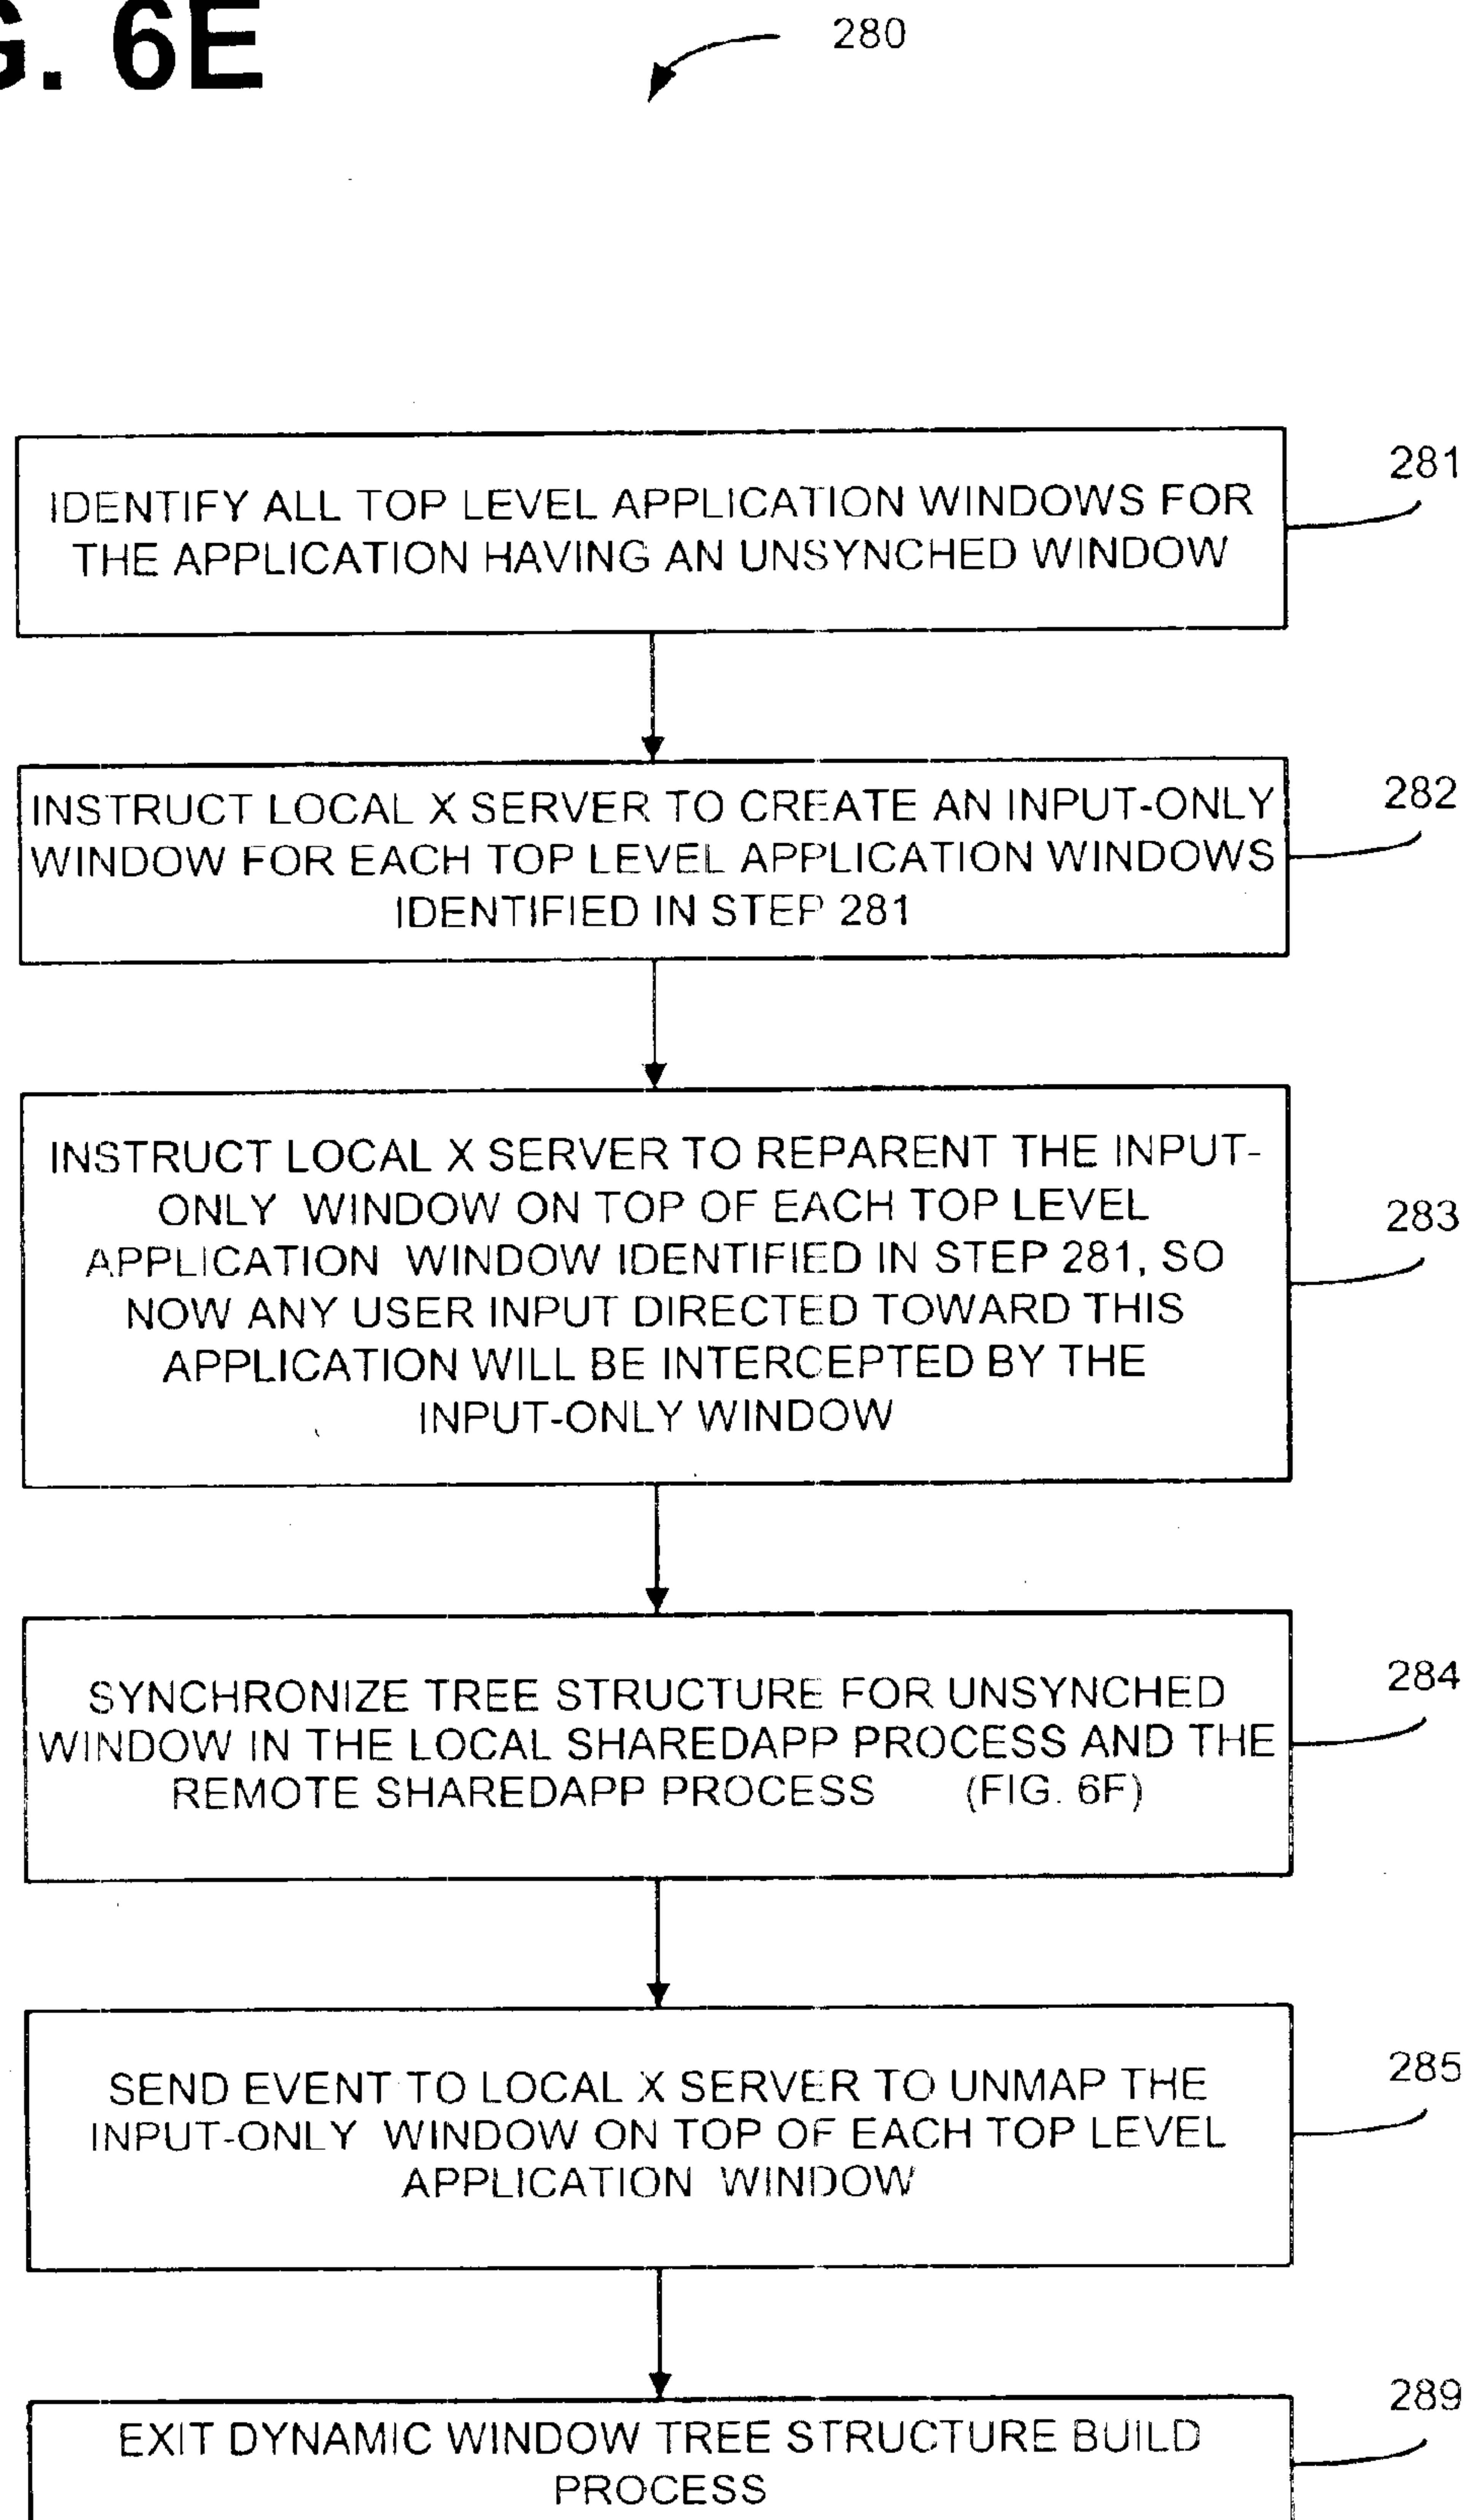 G. 6E
280
281
IDENTIFY ALL TOP LEVEL APPLICATION WINDOWS FOR
THE APPLICATION HAVING AN UNSYNCHED WINDOW
282
INSTRUCT LOCAL X SERVER TO CREATE AN INPUT-ONLY
WINDOW FOR EACH TOP LEVEL APPLICATION WINDOWS
IDENTIFIED IN STEP 281
INSTRUCT LOCAL X SERVER TO REPARENT THE INPUT-
ONLY WINDOW ON TOP OF EACH TOP LEVEL
283
APPLICATION WINDOW IDENTIFIED IN STEP 281, SO
NOW ANY USER INPUT DIRECTED TOWARD THIS
APPLICATION WILL BE INTERCEPTED BY THE
INPUT-ONLY WINDOW
284
SYNCHRONIZE TREE STRUCTURE FOR UNSYNCHED
WINDOW IN THE LOCAL SHAREDAPP PROCESS AND THE
REMOTE SHAREDAPP PROCESS (FIG. 6F)
285
SEND EVENT TO LOCAL X SERVER TO UNMAP THE
INPUT-ONLY WINDOW ON TOP OF EACH TOP LEVEL
APPLICATION WINDOW
289
EXIT DYNAMIC WINDOW TREE STRUCTURE BUILD
PROCESS